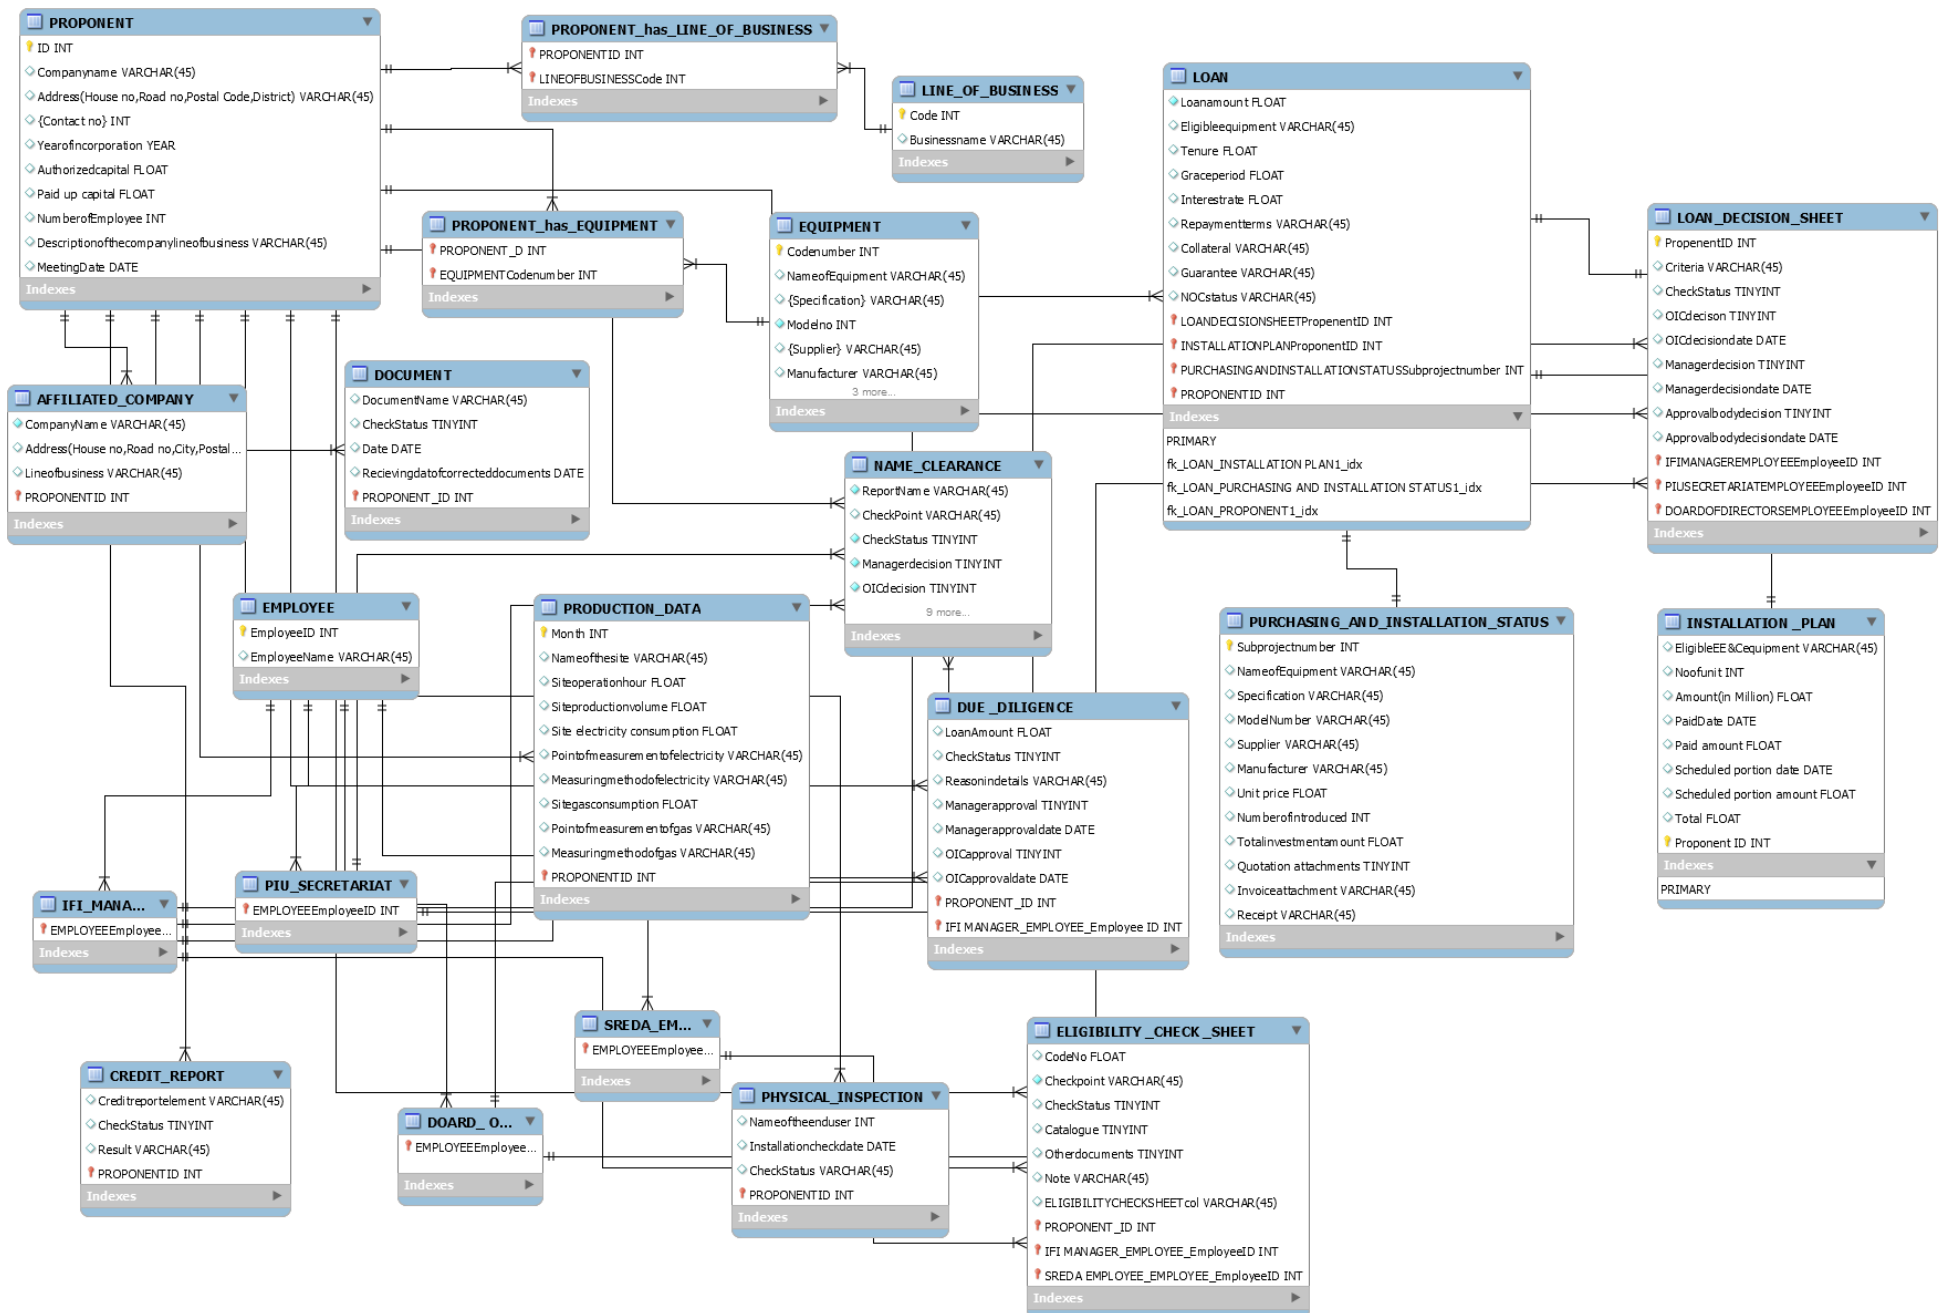 PROPONENT
ID INT
Companyname VARCHAR(45)
Address(House no,Road no,Postal Code,District) VARCHAR(45)
{Contact no} INT
Yearofincorporation YEAR
Authorizedcapital FLOAT
Paid up capital FLOAT
NumberofEmployee INT
Descriptionofthecompanylineofbusiness VARCHAR(45)
MeetingDate DATE
Indexes
PROPONENT_has_LINE_OF_BUSINESS
PROPONENTID INT
LINEOFBUSINESSCode INT
Indexes
LINE_OF_BUSINESS
Code INT
Businessname VARCHAR(45)
Indexes
PROPONENT_has_EQUIPMENT
PROPONENT_D INT
EQUIPMENTCodenumber INT
Indexes
EQUIPMENT
Codenumber INT
NameofEquipment VARCHAR(45)
{Specification} VARCHAR(45)
Modelno INT
{Supplier} VARCHAR(45)
Manufacturer VARCHAR(45)
3 more...
Indexes
LOAN
Loanamount FLOAT
Eligibleequipment VARCHAR(45)
Tenure FLOAT
Graceperiod FLOAT
Interestrate FLOAT
Repaymentterms VARCHAR(45)
Collateral VARCHAR(45)
Guarantee VARCHAR(45)
NOCstatus VARCHAR(45)
LOANDECISIONSHEETPropenentID INT
INSTALLATIONPLANProponentID INT
PURCHASINGANDINSTALLATIONSTATUSSubprojectnumber INT
PROPONENTID INT
Indexes
PRIMARY
fk_LOAN_INSTALLATION PLAN1_idx
fk_LOAN_PURCHASING AND INSTALLATION STATUS1_idx
fk_LOAN_PROPONENT1_idx
LOAN_DECISION_SHEET
PropenentID INT
Criteria VARCHAR(45)
CheckStatus TINYINT
OICdecison TINYINT
OICdecisiondate DATE
Managerdecision TINYINT
Managerdecisiondate DATE
Approvalbodydecision TINYINT
Approvalbodydecisiondate DATE
IFIMANAGEREMPLOYEEEmployeeID INT
PIUSECRETARIATEMPLOYEEEmployeeID INT
DOARDOFDIRECTORSEMPLOYEEEmployeeID INT
Indexes
AFFILIATED_COMPANY
CompanyName VARCHAR(45)
Address(House no,Road no,City,Postal...
Lineofbusiness VARCHAR(45)
PROPONENTID INT
Indexes
DOCUMENT
DocumentName VARCHAR(45)
CheckStatus TINYINT
Date DATE
Recievingdatofcorrecteddocuments DATE
PROPONENT_ID INT
Indexes
NAME_CLEARANCE
ReportName VARCHAR(45)
CheckPoint VARCHAR(45)
CheckStatus TINYINT
Managerdecision TINYINT
OICdecision TINYINT
9 more...
Indexes
EMPLOYEE
EmployeeID INT
EmployeeName VARCHAR(45)
Indexes
PRODUCTION_DATA
Month INT
Nameofthesite VARCHAR(45)
Siteoperationhour FLOAT
Siteproductionvolume FLOAT
Site electricity consumption FLOAT
Pointofmeasurementofelectricity VARCHAR(45)
Measuringmethodofelectricity VARCHAR(45)
Sitegasconsumption FLOAT
Pointofmeasurementofgas VARCHAR(45)
Measuringmethodofgas VARCHAR(45)
PROPONENTID INT
Indexes
DUE _DILIGENCE
LoanAmount FLOAT
CheckStatus TINYINT
Reasonindetails VARCHAR(45)
Managerapproval TINYINT
Managerapprovaldate DATE
OICapproval TINYINT
OICapprovaldate DATE
PROPONENT_ID INT
IFI MANAGER_EMPLOYEE_Employee ID INT
Indexes
PURCHASING_AND_INSTALLATION_STATUS
Subprojectnumber INT
NameofEquipment VARCHAR(45)
Specification VARCHAR(45)
ModelNumber VARCHAR(45)
Supplier VARCHAR(45)
Manufacturer VARCHAR(45)
Unit price FLOAT
Numberofintroduced INT
Totalinvestmentamount FLOAT
Quotation attachments TINYINT
Invoiceattachment VARCHAR(45)
Receipt VARCHAR(45)
Indexes
INSTALLATION _PLAN
EligibleEE&Cequipment VARCHAR(45)
Noofunit INT
Amount(in Million) FLOAT
PaidDate DATE
Paid amount FLOAT
Scheduled portion date DATE
Scheduled portion amount FLOAT
Total FLOAT
Proponent ID INT
Indexes
PRIMARY
IFI_MANA...
EMPLOYEEEmployee...
Indexes
PIU_SECRETARIAT
EMPLOYEEEmployeeID INT
Indexes
SREDA_EM...
EMPLOYEEEmployee...
Indexes
CREDIT_REPORT
Creditreportelement VARCHAR(45)
CheckStatus TINYINT
Result VARCHAR(45)
PROPONENTID INT
Indexes
DOARD_ O...
EMPLOYEEEmployee...
Indexes
PHYSICAL_INSPECTION
Nameoftheenduser INT
Installationcheckdate DATE
CheckStatus VARCHAR(45)
PROPONENTID INT
Indexes
ELIGIBILITY _CHECK _SHEET
CodeNo FLOAT
Checkpoint VARCHAR(45)
CheckStatus TINYINT
Catalogue TINYINT
Otherdocuments TINYINT
Note VARCHAR(45)
ELIGIBILITYCHECKSHEETcol VARCHAR(45)
PROPONENT_ID INT
IFI MANAGER_EMPLOYEE_EmployeeID INT
SREDA EMPLOYEE_EMPLOYEE_EmployeeID INT
Indexes